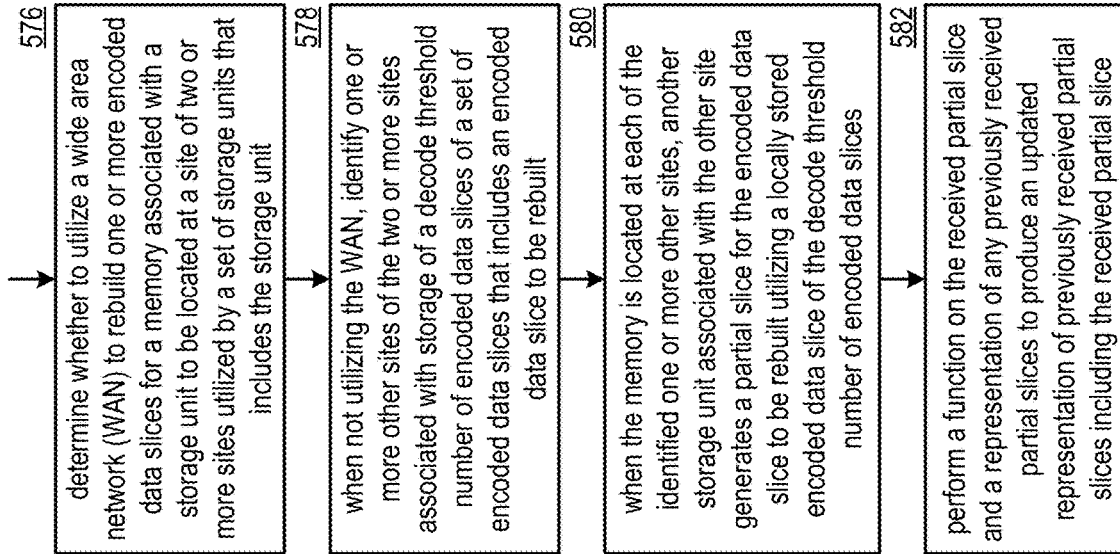 576
determine whether to utilize a wide area
network (WAN) to rebuild one or more encoded
data slices for a memory associated with a
storage unit to be located at a site of two or
more sites utilized by a set of storage units that
includes the storage unit
578
when not utilizing the WAN, identify one or
more other sites of the two or more sites
associated with storage of a decode threshold
number of encoded data slices of a set of
encoded data slices that includes an encoded
data slice to be rebuilt
580
when the memory is located at each of the
identified one or more other sites, another
storage unit associated with the other site
generates a partial slice for the encoded data
slice to be rebuilt utilizing a locally stored
encoded data slice of the decode threshold
number of encoded data slices
582
perform a function on the received partial slice
and a representation of any previously received
partial slices to produce an updated
representation of previously received partial
slices including the received partial slice